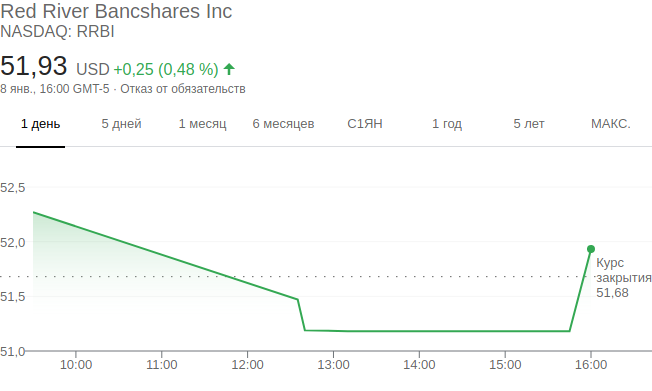 Red River Bancshares Inc
NASDAQ: RRBI
51,93 USD +0,25 (0,48 %)
8 янв., 16:00 GMT-5 · Отказ от обязательств
1 день 5 дней 1 месяц 6 месяцев С1ЯН 1 год 5 лет МАКС.
52,5
52,0
Курс
закрытия
51,68
51,5
51,0
10:00 11:00 12:00 13:00 14:00 15:00 16:00